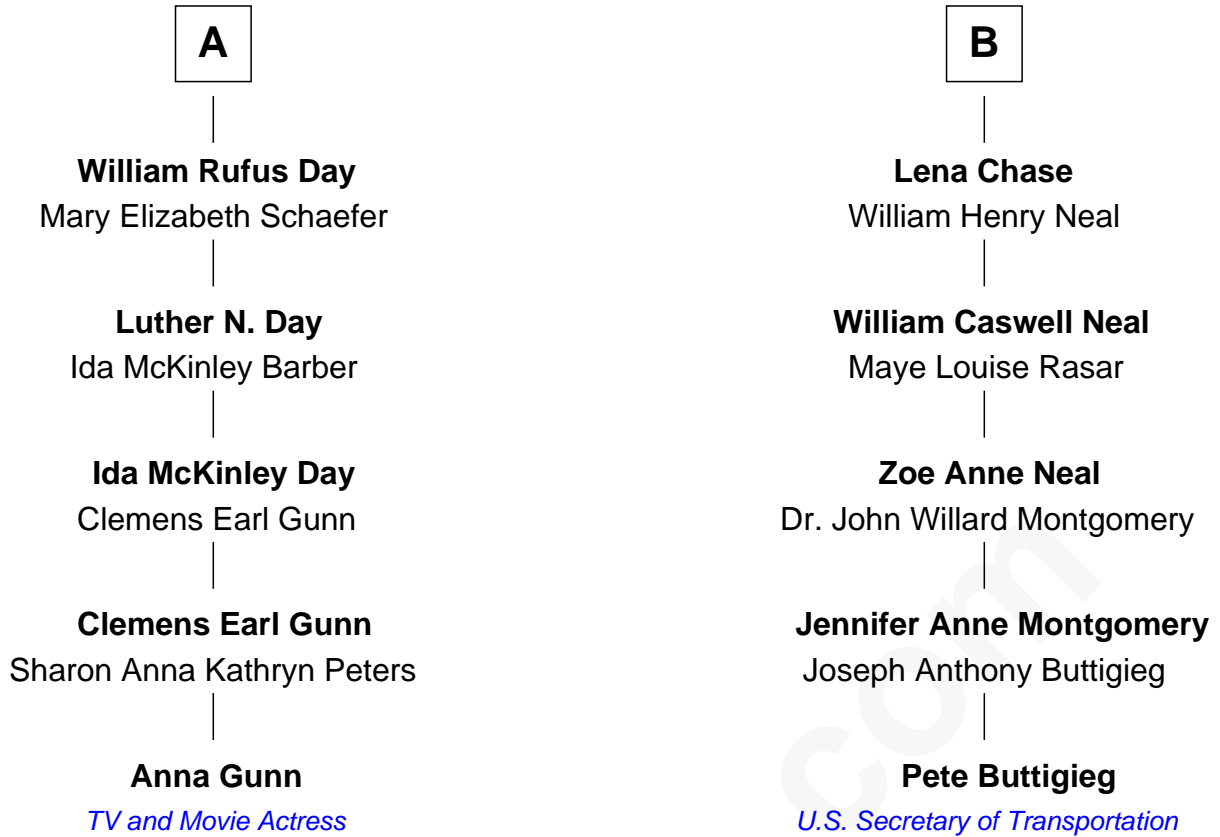 A
William Rufus Day
Mary Elizabeth Schaefer
Luther N. Day
Ida McKinley Barber
Ida McKinley Day
Clemens Earl Gunn
Clemens Earl Gunn
Sharon Anna Kathryn Peters
Anna Gunn
TV and Movie Actress
B
Lena Chase
William Henry Neal
William Caswell Neal
Maye Louise Rasar
Zoe Anne Neal
Dr. John Willard Montgomery
Jennifer Anne Montgomery
Joseph Anthony Buttigieg
Pete Buttigieg
U.S. Secretary of Transportation
com